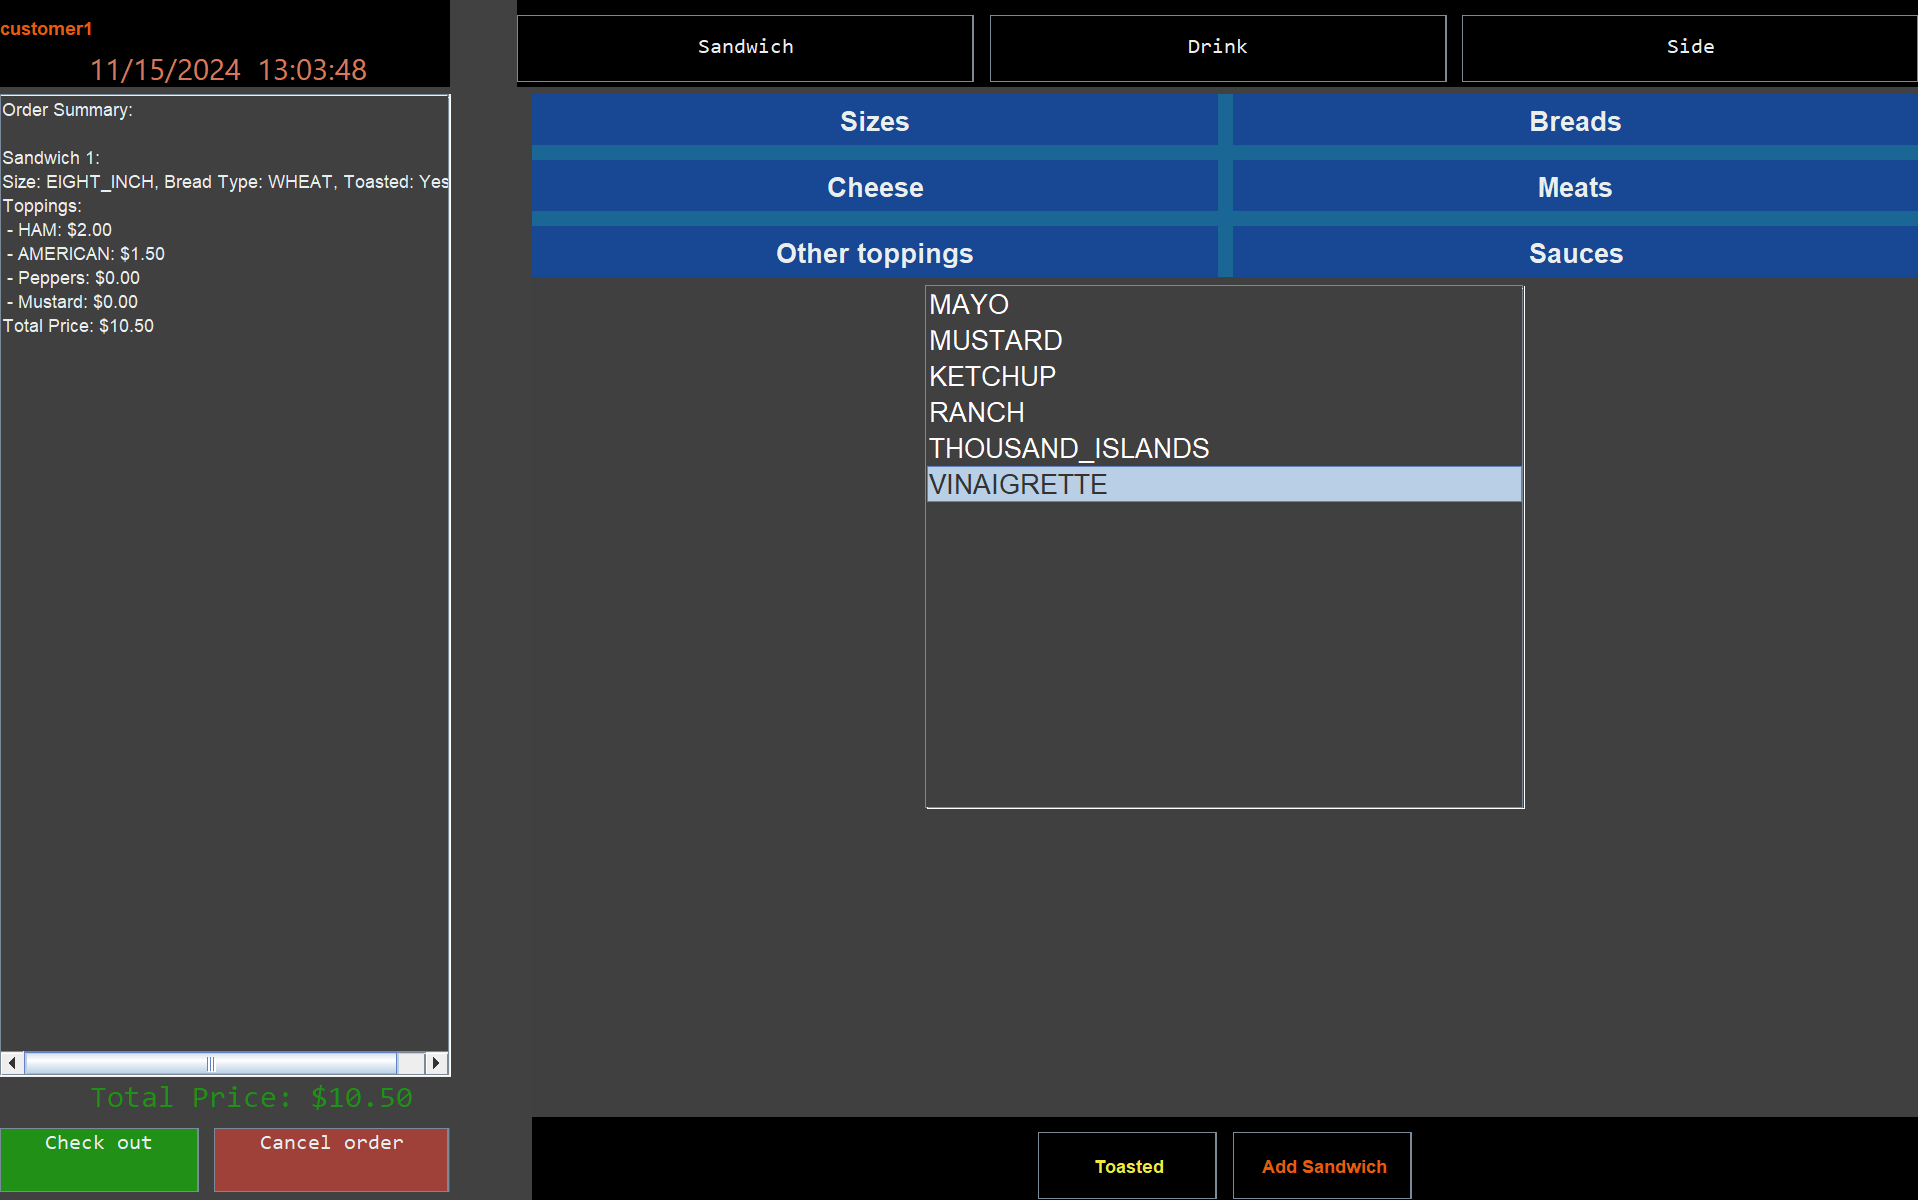 customer1
11/15/2024 13:03:48
Order Summary:
Sandwich 1:
Size: EIGHT_INCH, Bread Type: WHEAT, Toasted: Yes
Toppings:
- HAM: $2.00
- AMERICAN: $1.50
- Peppers: $0.00
- Mustard: $0.00
Total Price: $10.50
Total Price: $10.50
Check out
Cancel order
Sandwich
Drink
Side
Sizes
Breads
Cheese
Meats
Other toppings
Sauces
MAYO
MUSTARD
KETCHUP
RANCH
THOUSAND_ISLANDS
VINAIGRETTE
Toasted
Add Sandwich